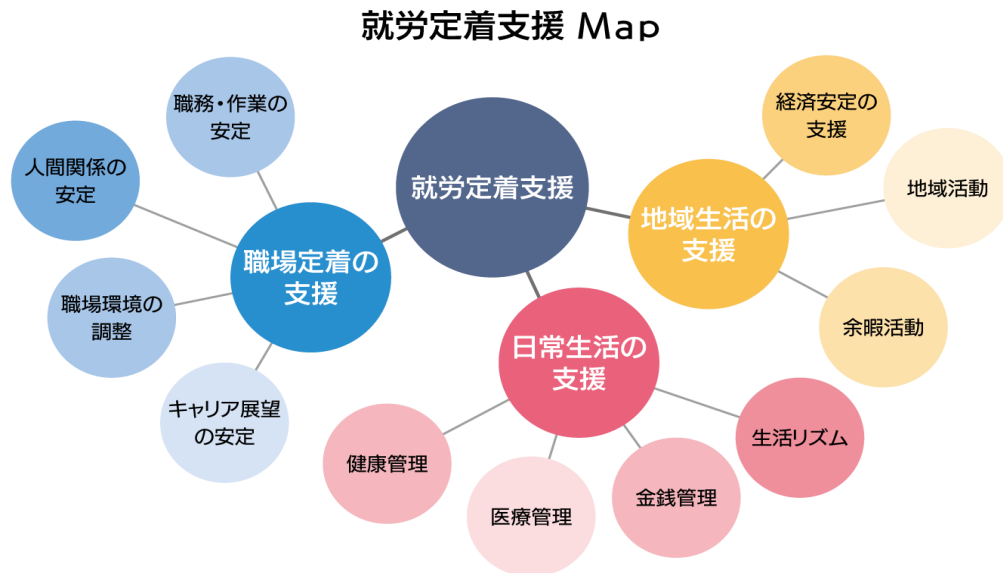 就労定着支援 Map
就労定着支援
職場定着の
支援
職務・作業の
安定
人間関係の
安定
職場環境の
調整
キャリア展望
の安定
日常生活の
支援
健康管理
医療管理
金銭管理
生活リズム
地域生活の
支援
経済安定の
支援
地域活動
余暇活動